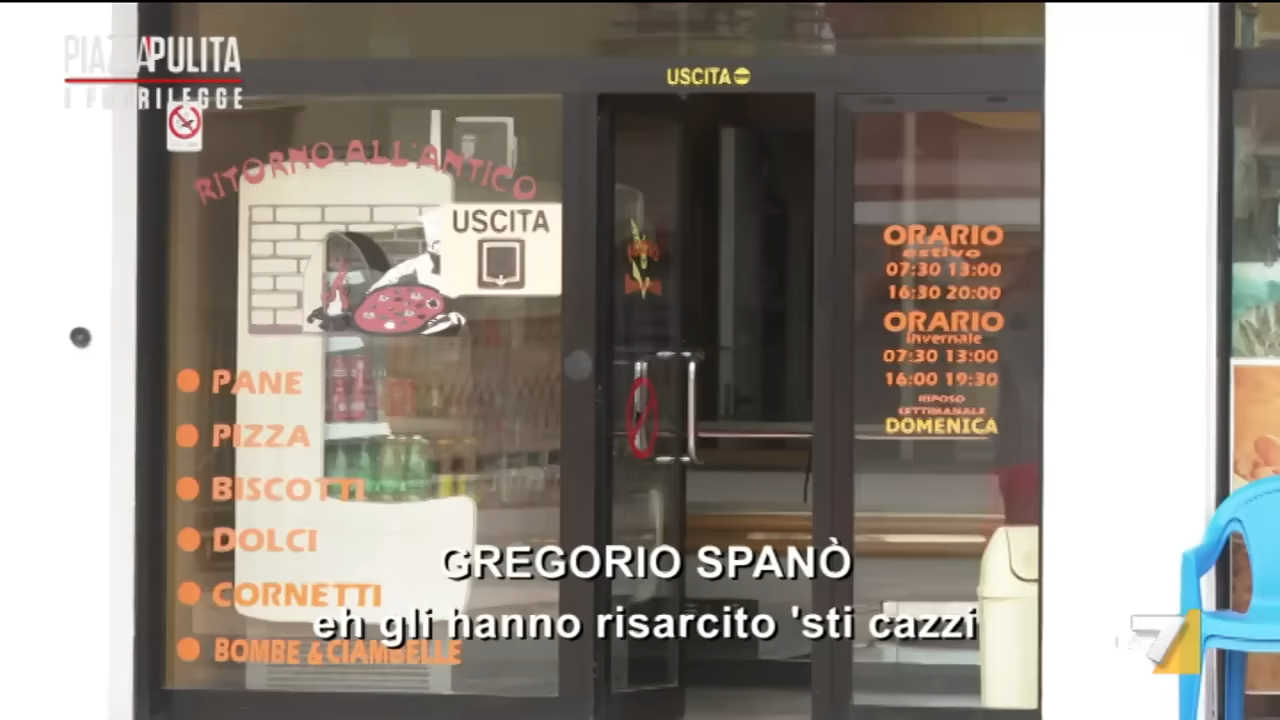 PIAZZAPULITA
I FUORILEGGE
USCITA
RITORNO ALL'ANTICO
USCITA
PANE
PIZZA
BISCOTTI
DOLCI
CORNETTI
BOMBE & CIAMBELLE
ORARIO
estivo
07:30 13:00
16:30 20:00
ORARIO
invernale
07:30 13:00
16:00 19:30
RIPOSO
SETTIMANALE
DOMENICA
GREGORIO SPANÒ
eh gli hanno risarcito 'sti cazzi
7